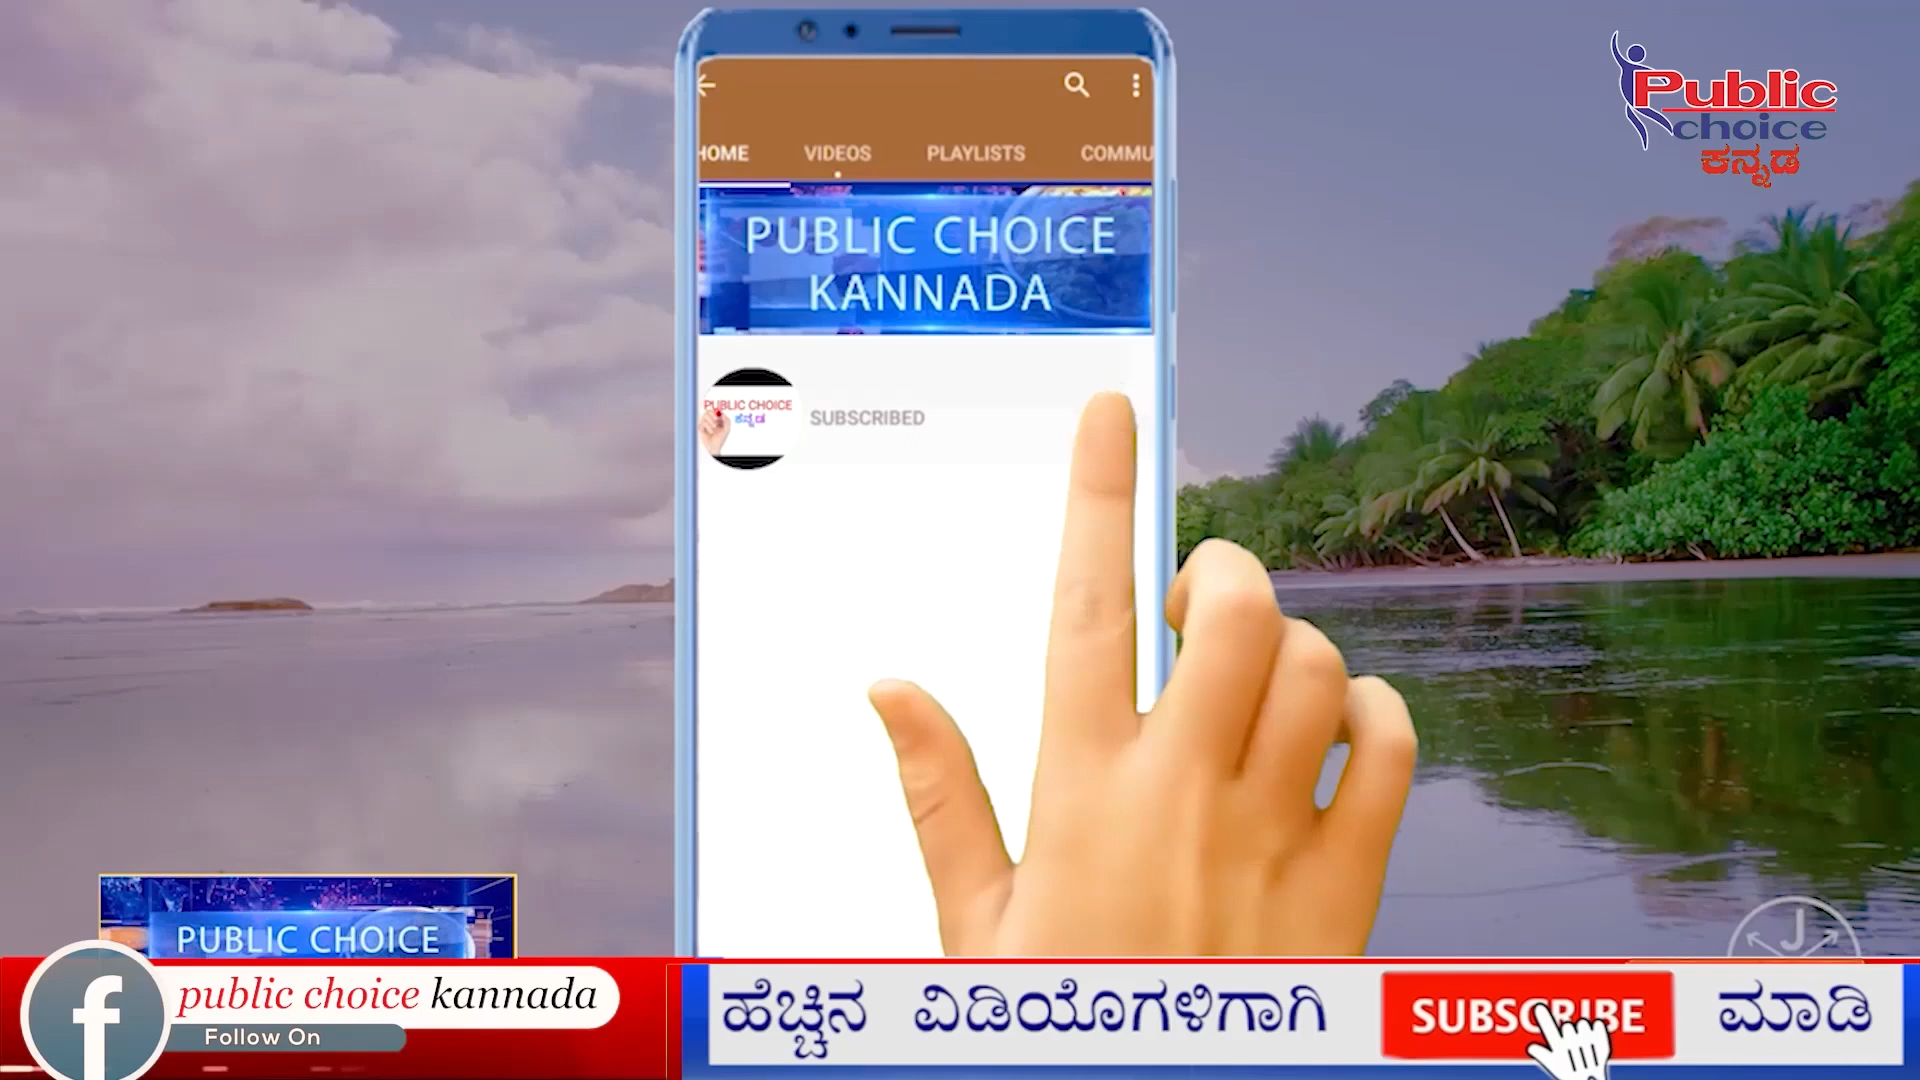 Public
choice
ಕನ್ನಡ
HOME VIDEOS PLAYLISTS COMMU
PUBLIC CHOICE
KANNADA
PUBLIC CHOICE
ಕನ್ನಡ
SUBSCRIBED
PUBLIC CHOICE
public choice kannada
Follow On
ಹೆಚ್ಚಿನ ವಿಡಿಯೊಗಳಿಗಾಗಿ SUBSCRIBE ಮಾಡಿ
J